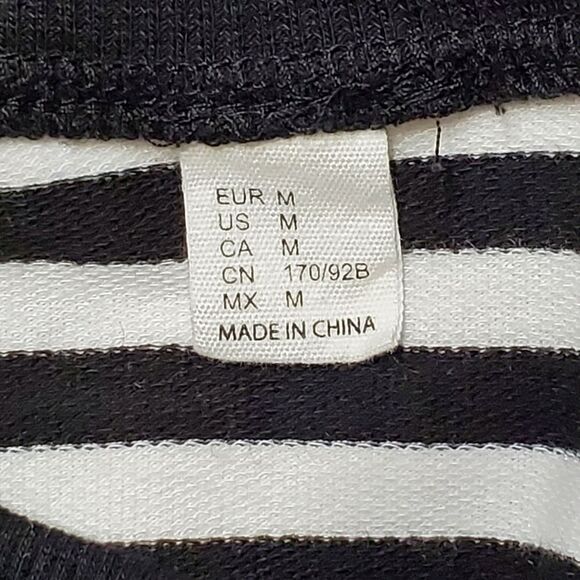 EUR M
US M
CA M
CN 170/92B
MX M
MADE IN CHINA